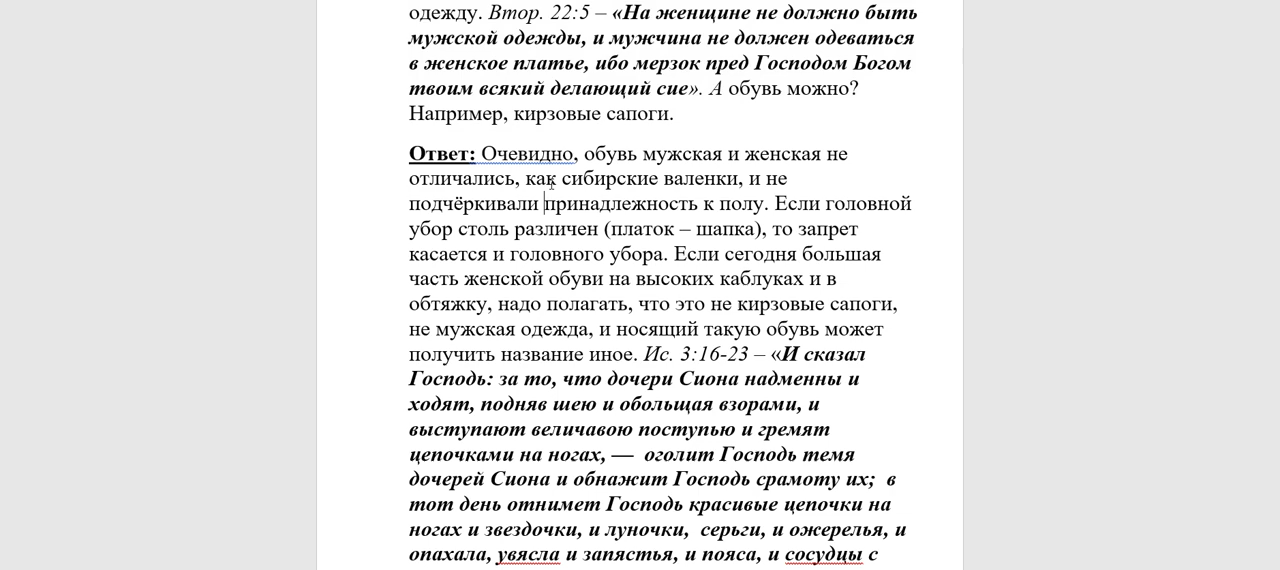 одежду. Втор. 22:5 – «На женщине не должно быть
мужской одежды, и мужчина не должен одеваться
в женское платье, ибо мерзок пред Господом Богом
твоим всякий делающий сие». А обувь можно?
Например, кирзовые сапоги.
Ответ: Очевидно, обувь мужская и женская не
отличались, как сибирские валенки, и не
подчёркивали принадлежность к полу. Если головной
убор столь различен (платок – шапка), то запрет
касается и головного убора. Если сегодня большая
часть женской обуви на высоких каблуках и в
обтяжку, надо полагать, что это не кирзовые сапоги,
не мужская одежда, и носящий такую обувь может
получить название иное. Ис. 3:16-23 – «И сказал
Господь: за то, что дочери Сиона надменны и
ходят, подняв шею и обольщая взорами, и
выступают величавою поступью и гремят
цепочками на ногах, — оголит Господь темя
дочерей Сиона и обнажит Господь срамоту их; в
тот день отнимет Господь красивые цепочки на
ногах и звездочки, и луночки, серьги, и ожерелья, и
опахала, увясла и запястья, и пояса, и сосудцы с